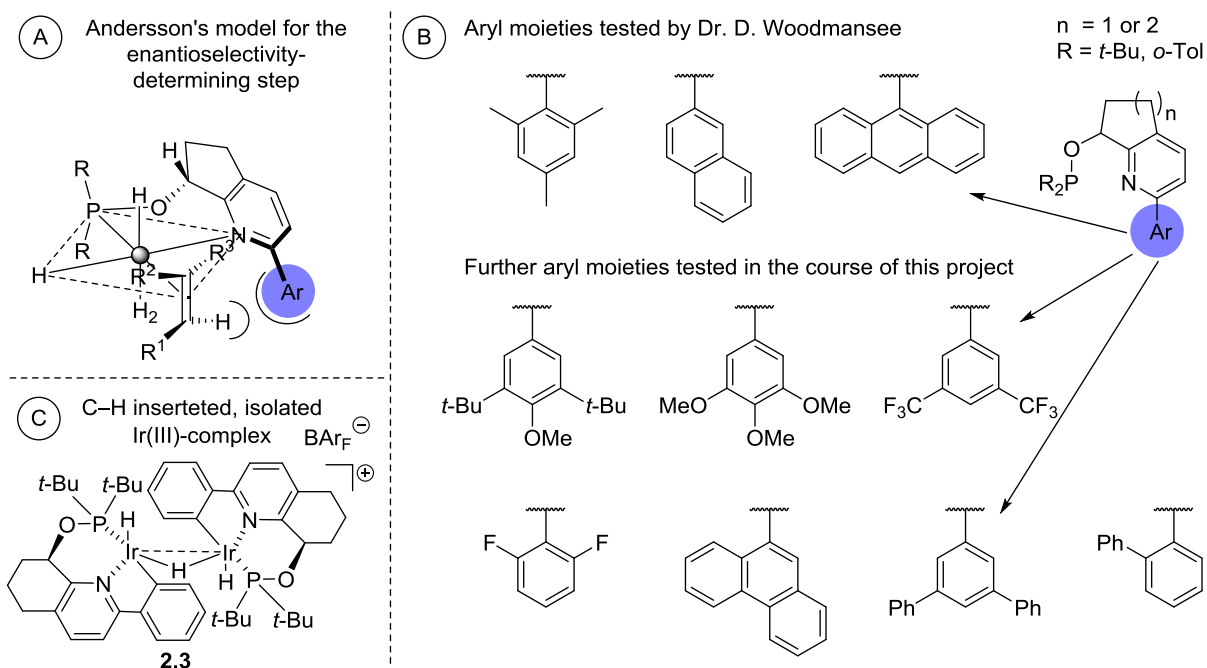 A
Andersson's model for the
enantioselectivity-
determining step
H
R
H
P
O
R
N
R³
H
R²
Ar
H₂
H
R¹
C
C–H inserteted, isolated
Ir(III)-complex
BArF⊖
⊕
t-Bu
t-Bu
H
O
P
N
Ir
Ir
H
H
P
O
N
t-Bu
t-Bu
2.3
B
Aryl moieties tested by Dr. D. Woodmansee
n = 1 or 2
R = t-Bu, o-Tol
( )n
O
R₂P
N
Ar
Further aryl moieties tested in the course of this project
t-Bu
t-Bu
OMe
MeO
OMe
OMe
F₃C
CF₃
F
F
Ph
Ph
Ph